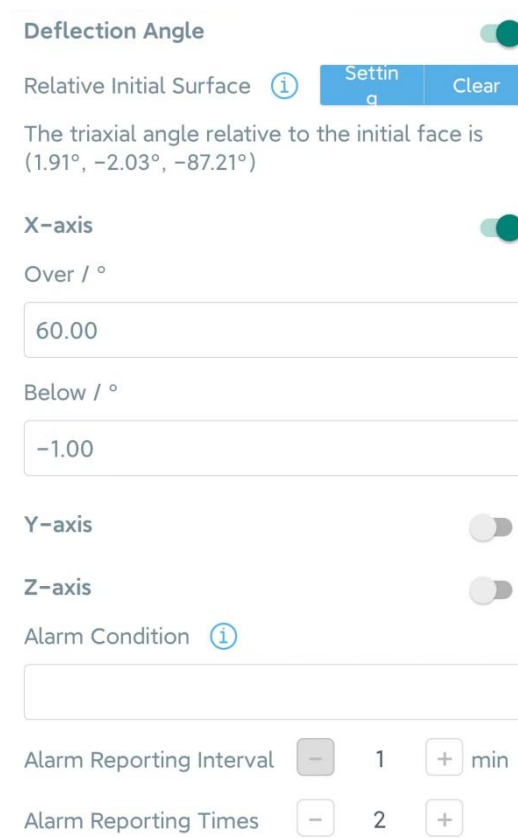 Deflection Angle
Relative Initial Surface Settin
g Clear
The triaxial angle relative to the initial face is
(1.91°, −2.03°, −87.21°)
X-axis
Over / °
60.00
Below / °
−1.00
Y-axis
Z-axis
Alarm Condition
Alarm Reporting Interval − 1 + min
Alarm Reporting Times − 2 +